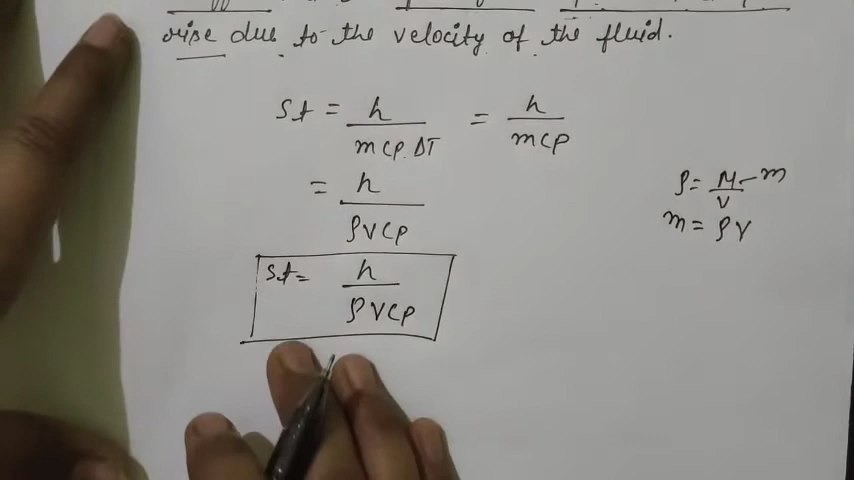 rise due to the velocity of the fluid.
St = h / mCp.ΔT = h / mCp
= h / ρVCp
ρ = M/V - m
m = ρV
St = h / ρVCp